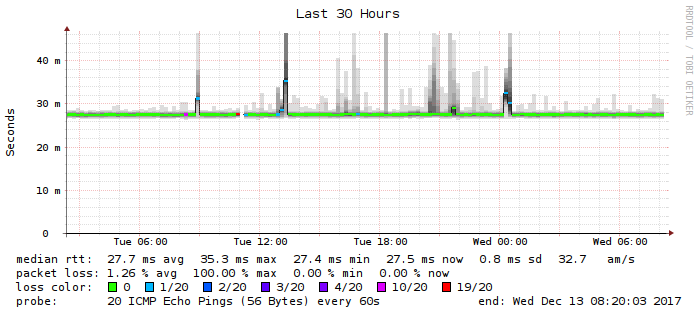 Last 30 Hours
RRDTOOL / TOBI OETIKER
Seconds
40 m
30 m
20 m
10 m
0
Tue 06:00 Tue 12:00 Tue 18:00 Wed 00:00 Wed 06:00
median rtt: 27.7 ms avg 35.3 ms max 27.4 ms min 27.5 ms now 0.8 ms sd 32.7 am/s
packet loss: 1.26 % avg 100.00 % max 0.00 % min 0.00 % now
loss color: 0 1/20 2/20 3/20 4/20 10/20 19/20
probe: 20 ICMP Echo Pings (56 Bytes) every 60s end: Wed Dec 13 08:20:03 2017